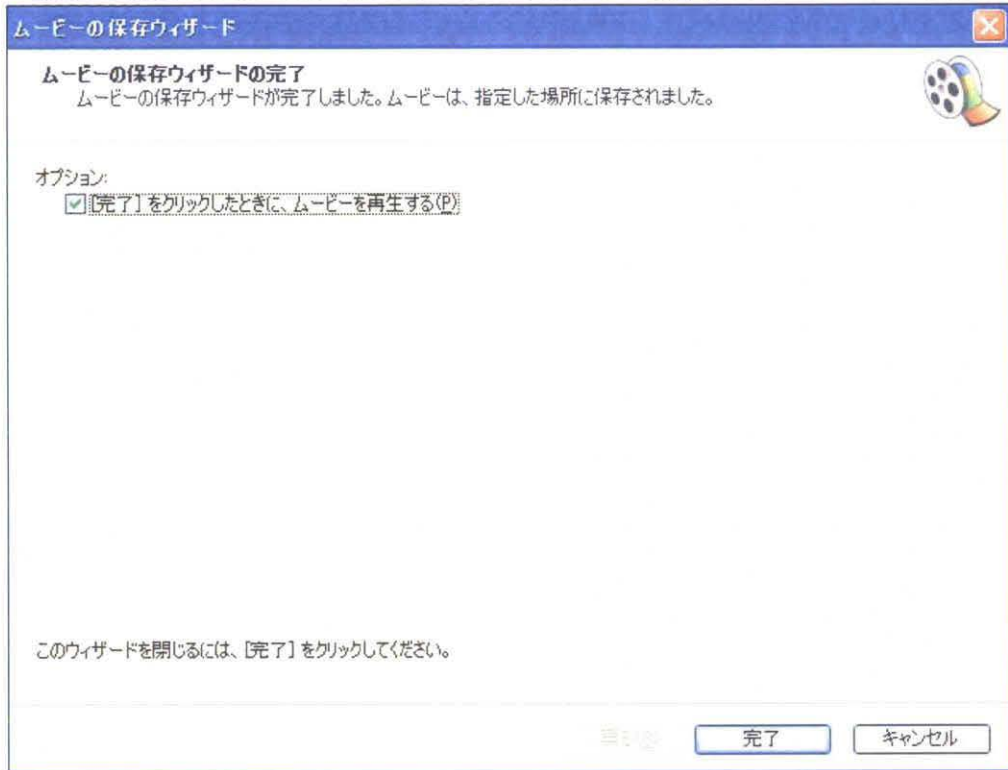 ムービーの保存ウィザード
ムービーの保存ウィザードの完了
ムービーの保存ウィザードが完了しました。ムービーは、指定した場所に保存されました。
オプション:
[完了] をクリックしたときに、ムービーを再生する(P)
このウィザードを閉じるには、[完了] をクリックしてください。
完了
キャンセル